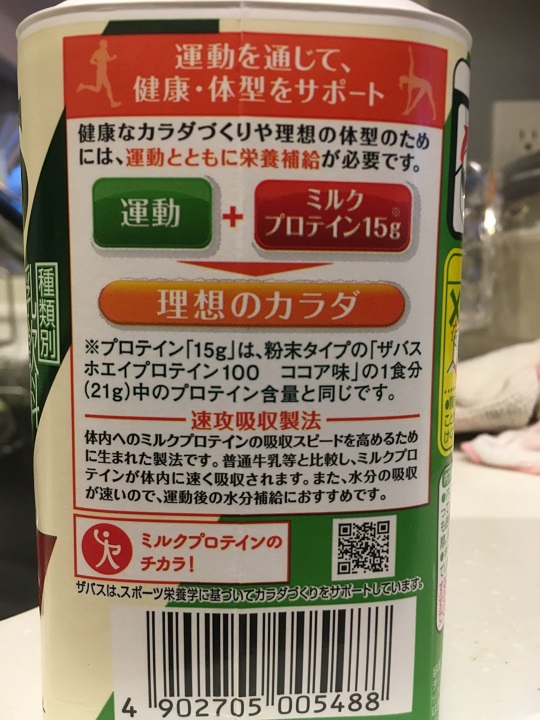 運動を通じて、
健康・体型をサポート
健康なカラダづくりや理想の体型のため
には、運動とともに栄養補給が必要です。
運動
+
ミルク
プロテイン15g
※
理想のカラダ
※プロテイン「15g」は、粉末タイプの「ザバス
ホエイプロテイン100 ココア味」の1食分
(21g)中のプロテイン含量と同じです。
速攻吸収製法
体内へのミルクプロテインの吸収スピードを高めるため
に生まれた製法です。普通牛乳等と比較し、ミルクプロ
テインが体内に速く吸収されます。また、水分の吸収
が速いので、運動後の水分補給におすすめです。
ミルクプロテインの
チカラ!
ザバスは、スポーツ栄養学に基づいてカラダづくりをサポートしています。
4 902705 005488
種類別